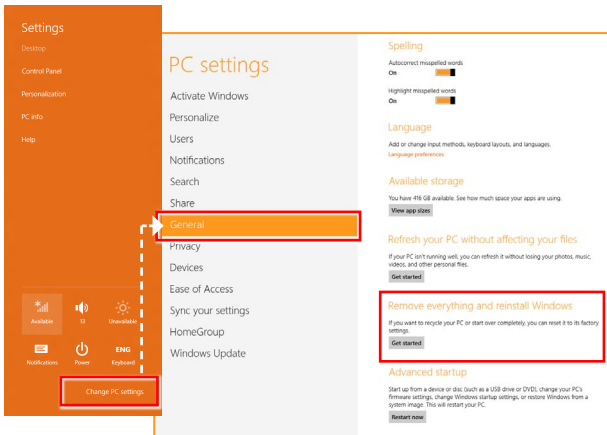 Settings
Desktop
Control Panel
Personalization
PC info
Help
Available
13
Unavailable
Notifications
Power
ENG
Keyboard
Change PC settings
PC settings
Activate Windows
Personalize
Users
Notifications
Search
Share
General
Privacy
Devices
Ease of Access
Sync your settings
HomeGroup
Windows Update
Spelling
Autocorrect misspelled words
On
Highlight misspelled words
On
Language
Add or change input methods, keyboard layouts, and languages.
Language preferences
Available storage
You have 416 GB available. See how much space your apps are using.
View app sizes
Refresh your PC without affecting your files
If your PC isn't running well, you can refresh it without losing your photos, music,
videos, and other personal files.
Get started
Remove everything and reinstall Windows
If you want to recycle your PC or start over completely, you can reset it to its factory
settings.
Get started
Advanced startup
Start up from a device or disc (such as a USB drive or DVD), change your PC's
firmware settings, change Windows startup settings, or restore Windows from a
system image. This will restart your PC.
Restart now